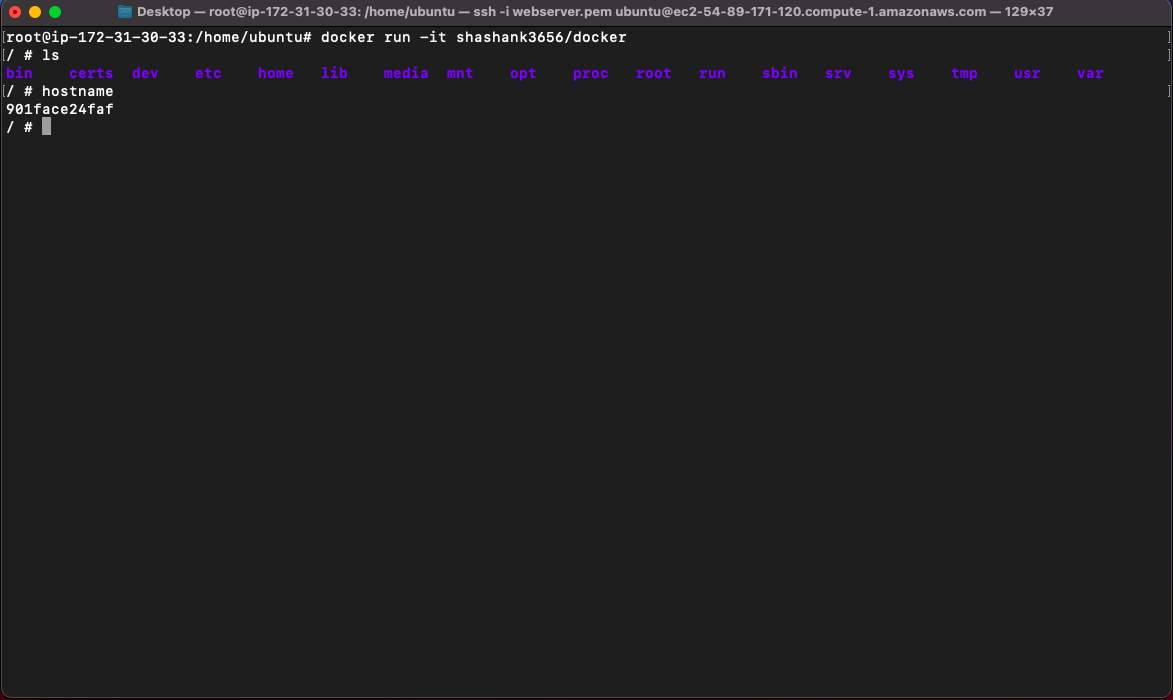 Desktop — root@ip-172-31-30-33: /home/ubuntu — ssh -i webserver.pem ubuntu@ec2-54-89-171-120.compute-1.amazonaws.com — 129×37
[root@ip-172-31-30-33:/home/ubuntu# docker run -it shashank3656/docker ]
[/ # ls ]
bin certs dev etc home lib media mnt opt proc root run sbin srv sys tmp usr var
[/ # hostname ]
901face24faf
/ #